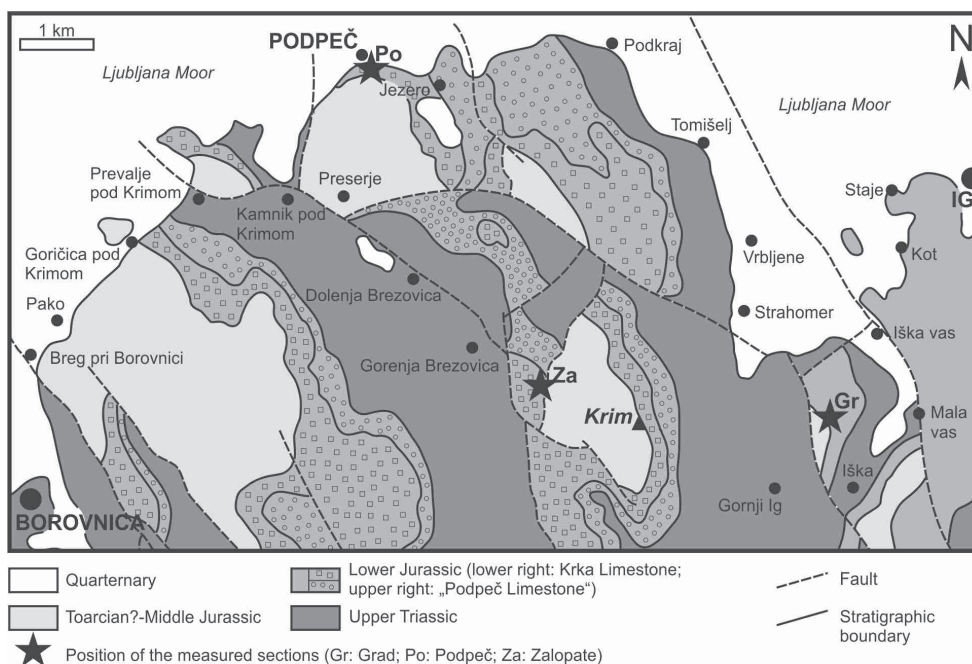 1 km
PODPEČ
Po
Podkraj
N
Ljubljana Moor
Jezero
Ljubljana Moor
Tomišelj
Prevalje
pod Krimom
Preserje
Staje
IG
Kamnik pod
Krimom
Goričica pod
Krimom
Vrbljene
Kot
Dolenja Brezovica
Pako
Strahomer
Iška vas
Breg pri Borovnici
Gorenja Brezovica
Za
Krim
Gr
Mala
vas
Iška
Gornji Ig
BOROVNICA
Quarternary
Lower Jurassic (lower right: Krka Limestone;
upper right: „Podpeč Limestone“)
Fault
Toarcian?-Middle Jurassic
Upper Triassic
Stratigraphic
boundary
Position of the measured sections (Gr: Grad; Po: Podpeč; Za: Zalopate)